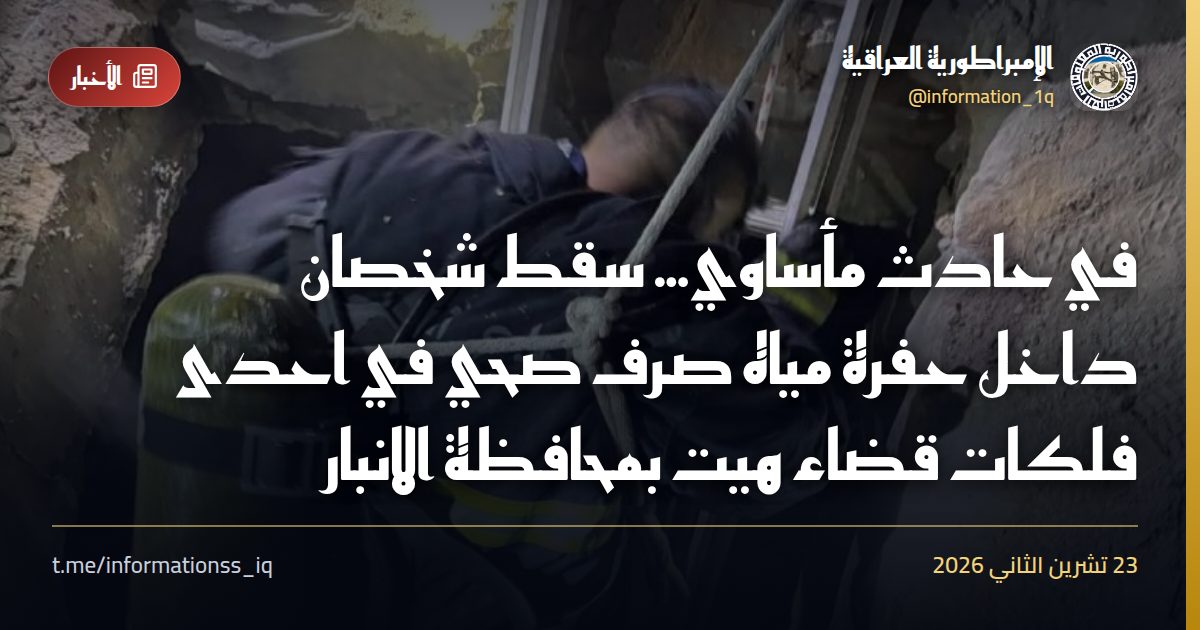 الإمبراطورية العراقية
@information_1q
الأخبار
في حادث مأساوي... سقط شخصان
داخل حفرة مياه صرف صحي في احدى
فلكات قضاء هيت بمحافظة الانبار
23 تشرين الثاني 2026
t.me/informationss_iq